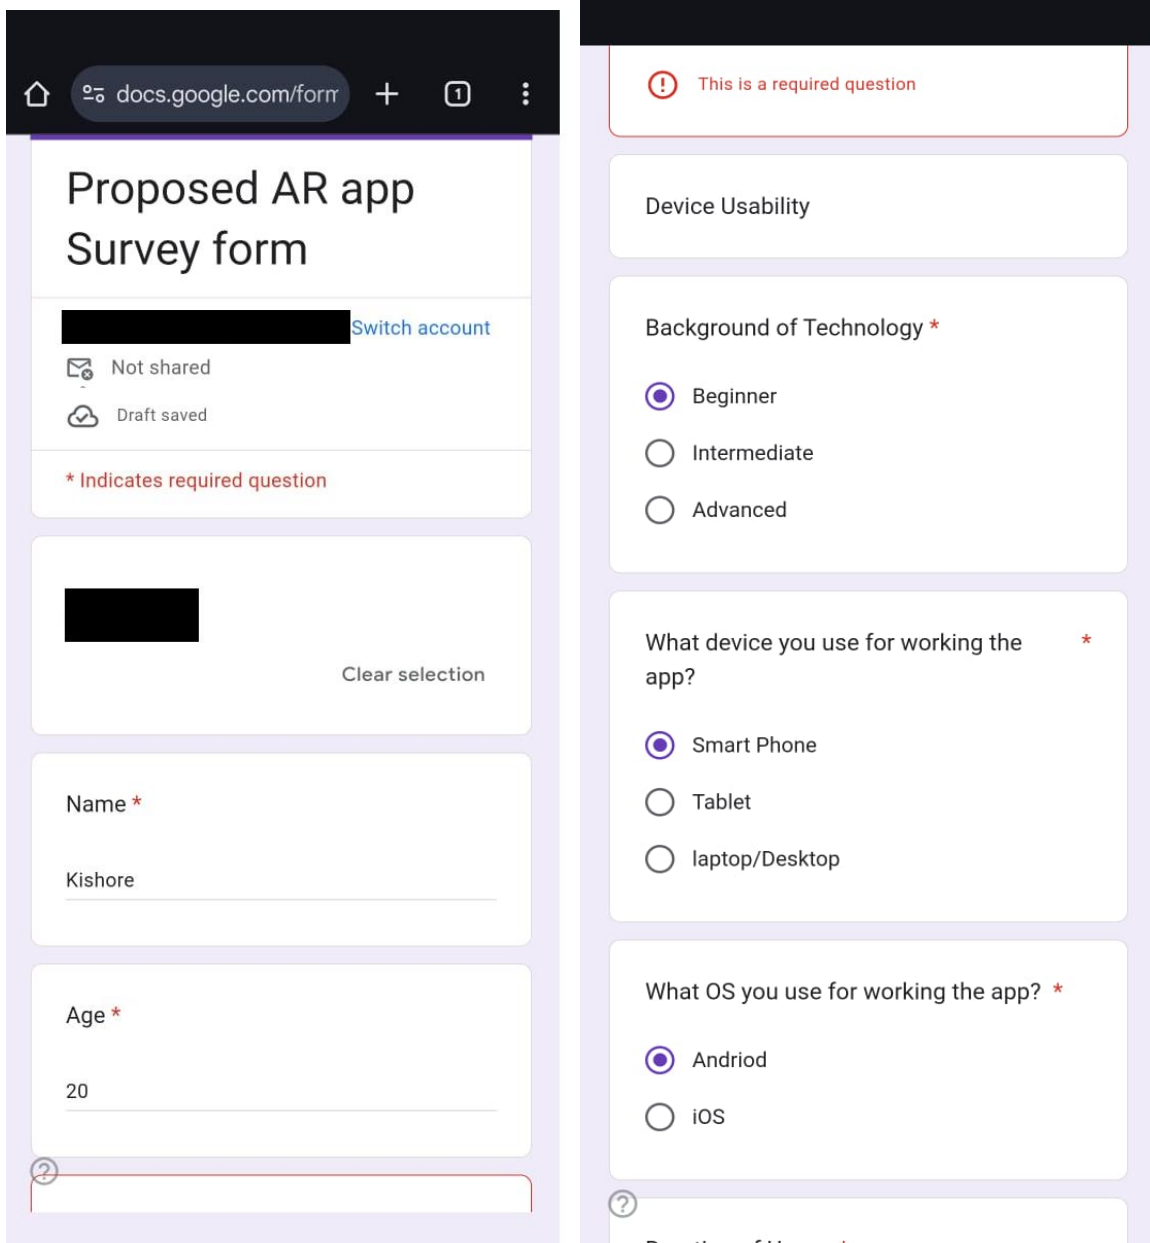 docs.google.com/form
1
Proposed AR app
Survey form
Switch account
Not shared
Draft saved
* Indicates required question
Clear selection
Name *
Kishore
Age *
20
This is a required question
Device Usability
Background of Technology *
Beginner
Intermediate
Advanced
What device you use for working the *
app?
Smart Phone
Tablet
laptop/Desktop
What OS you use for working the app? *
Andriod
iOS